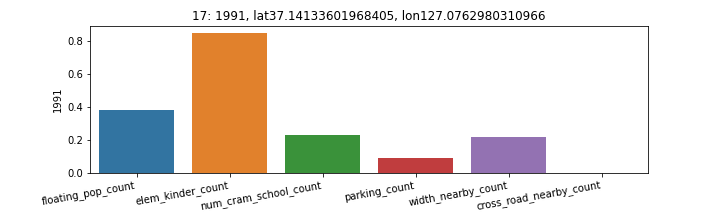 17: 1991, lat37.14133601968405, lon127.0762980310966
0.8
0.6
0.4
0.2
0.0
1991
floating_pop_count
elem_kinder_count
num_cram_school_count
parking_count
width_nearby_count
cross_road_nearby_count